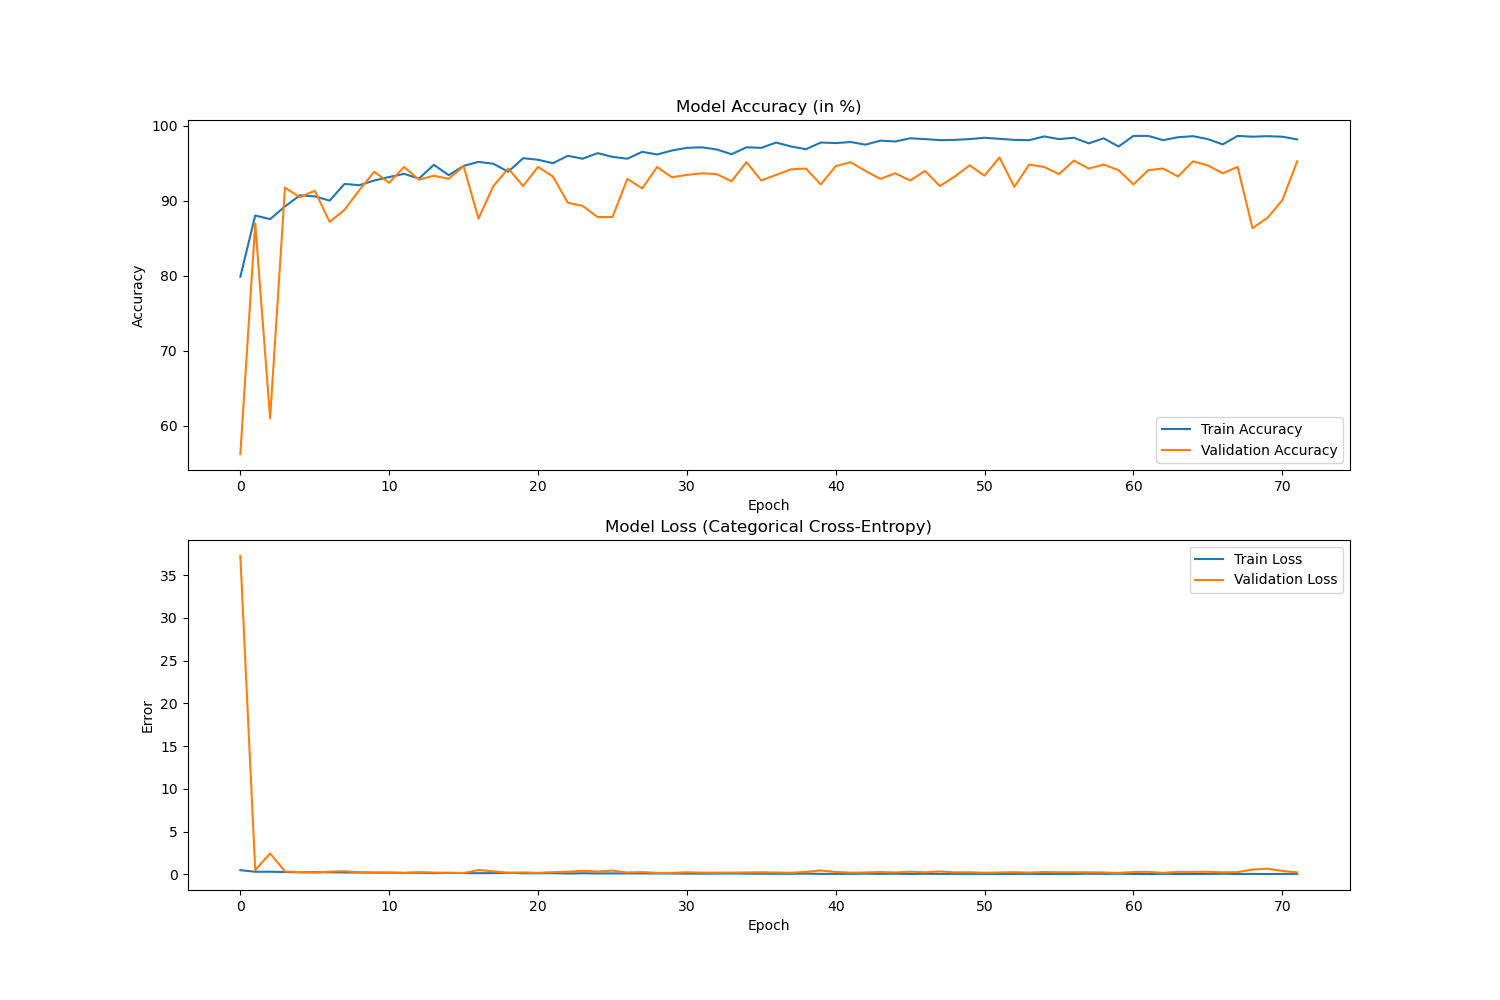 Model Accuracy (in %)
100
90
80
70
60
Accuracy
Train Accuracy
Validation Accuracy
0 10 20 30 40 50 60 70
Epoch
Model Loss (Categorical Cross-Entropy)
35
30
25
20
15
10
5
0
Error
Train Loss
Validation Loss
0 10 20 30 40 50 60 70
Epoch